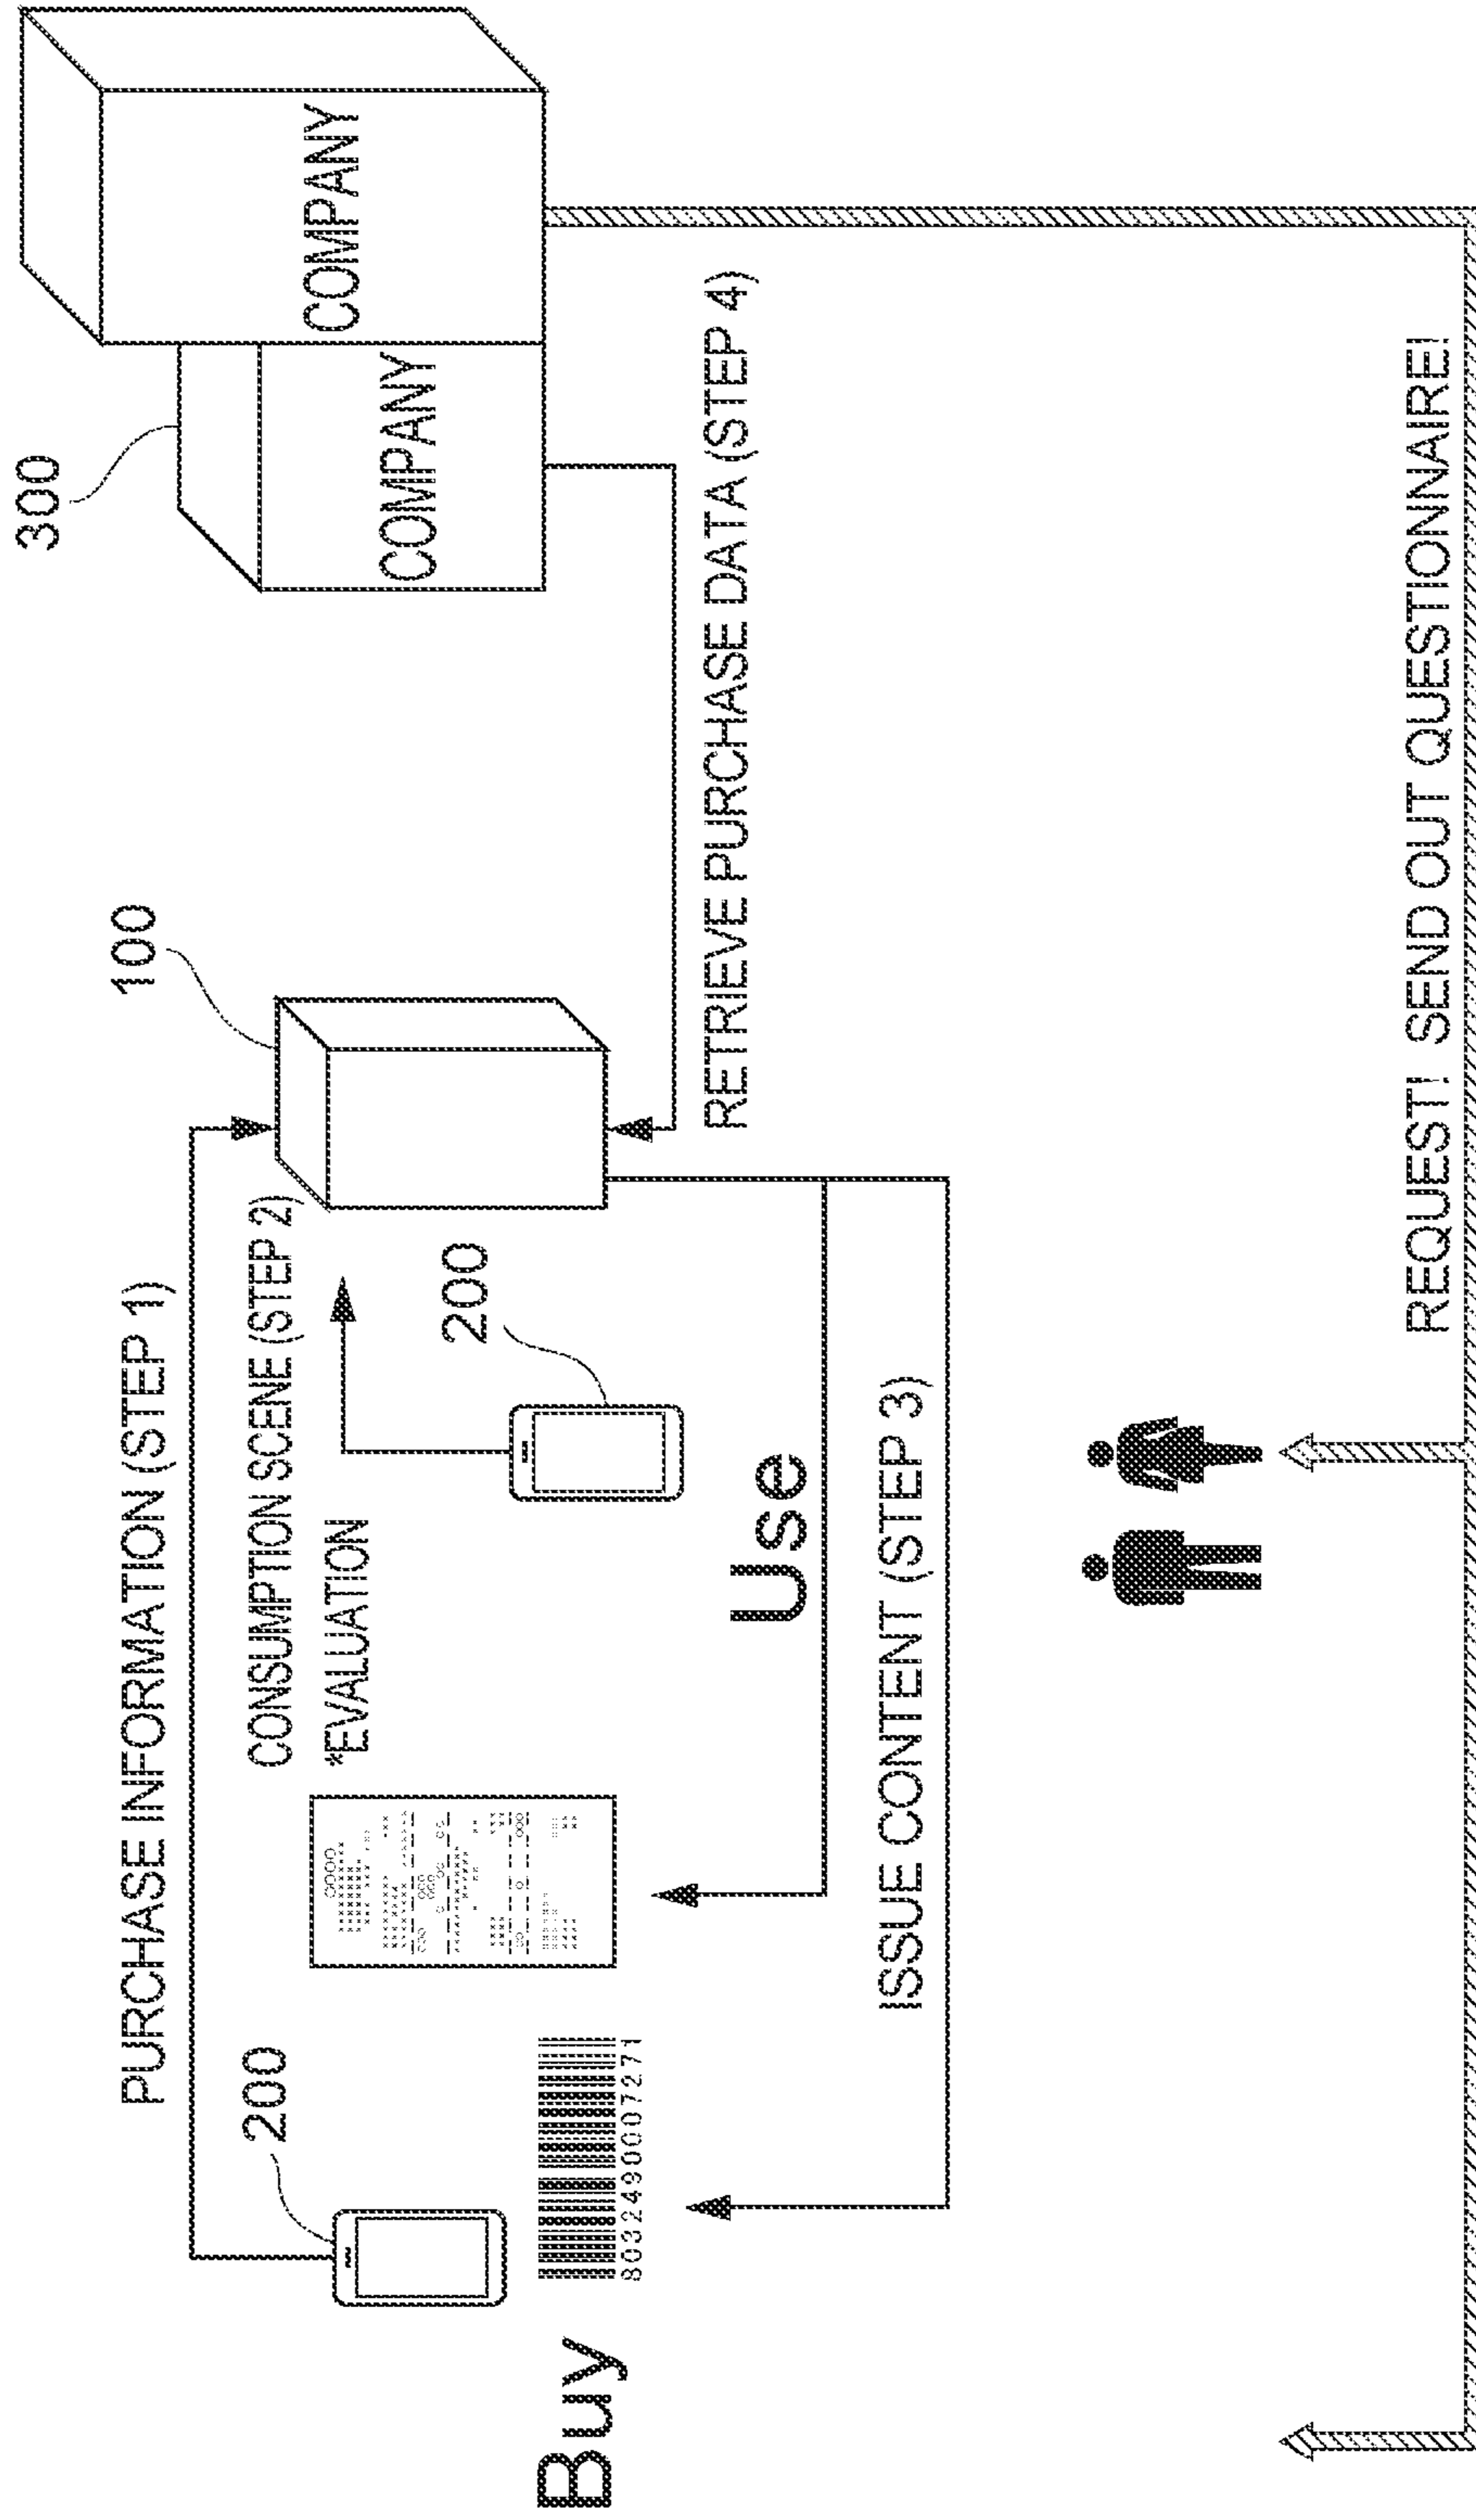 300
PURCHASE INFORMATION (STEP 1)
100
200
CONSUMPTION SCENE (STEP 2)
*EVALUATION
COMPANY
COMPANY
200
Buy
8032490007271
Use
RETRIEVE PURCHASE DATA (STEP 4)
ISSUE CONTENT (STEP 3)
REQUEST! SEND OUT QUESTIONNAIRE!